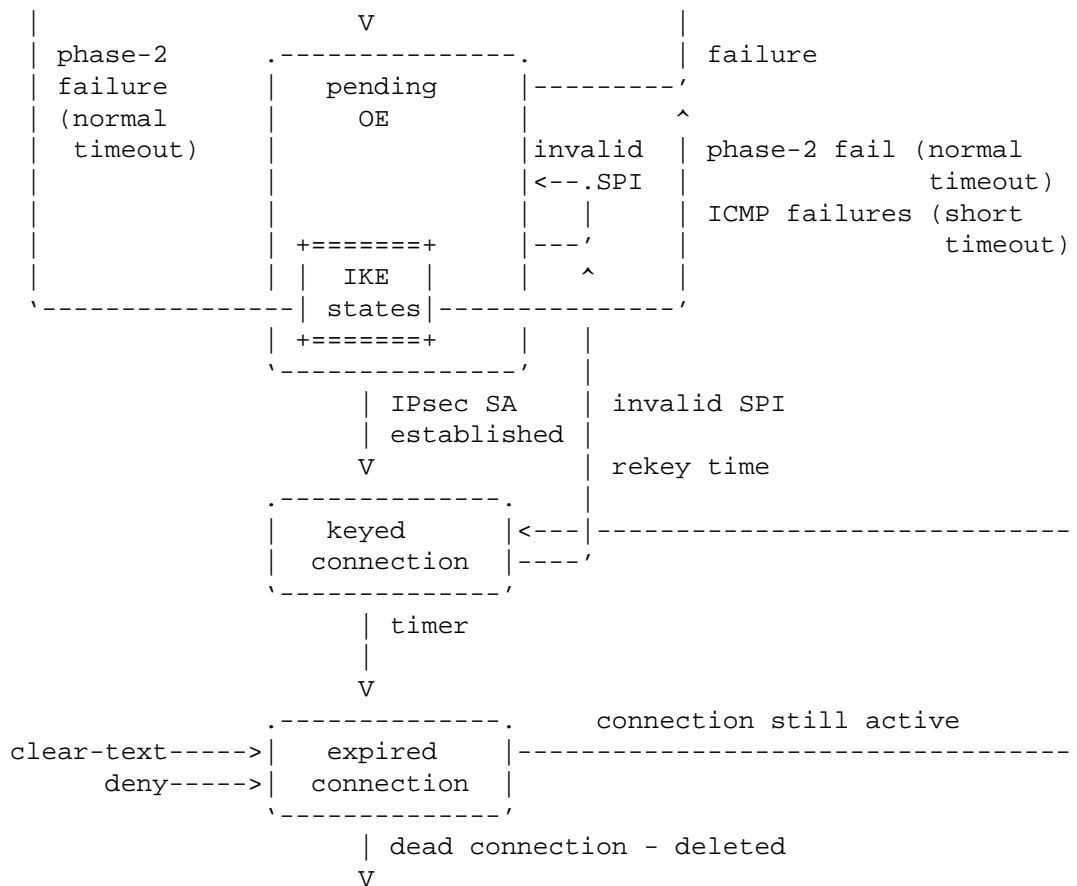 V
phase-2 failure
failure pending
(normal OE
timeout) invalid phase-2 fail (normal
SPI timeout)
ICMP failures (short
timeout)
IKE
states
IPsec SA invalid SPI
established
V rekey time
keyed
connection
timer
V
connection still active
clear-text expired
deny connection
dead connection - deleted
V